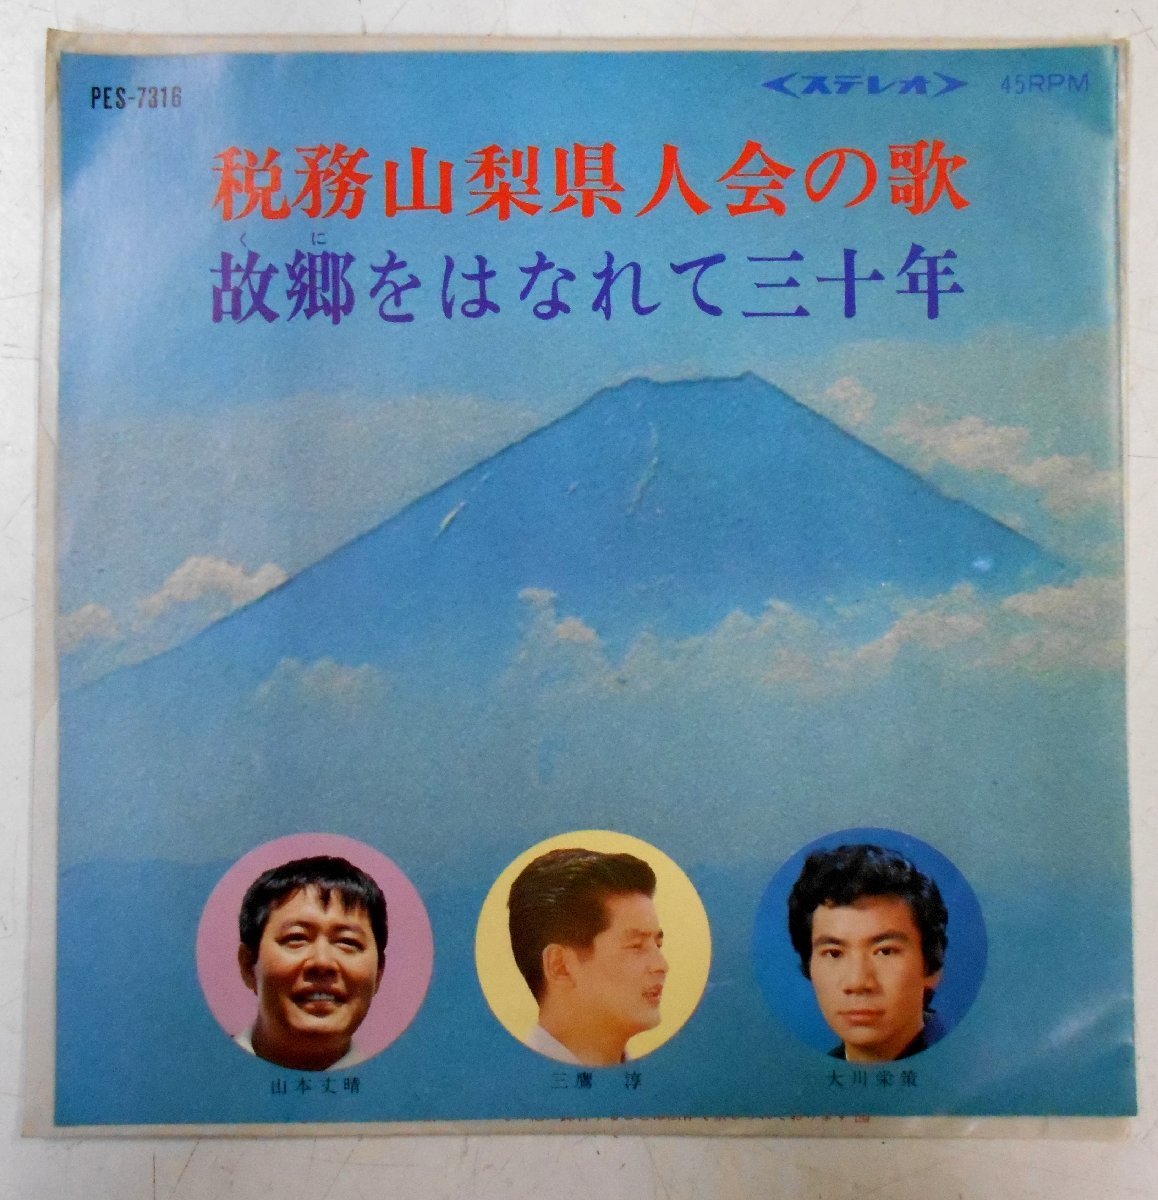 PES-7316
<ステレオ> 45RPM
税務山梨県人会の歌
くに
故郷をはなれて三十年
山本丈晴
三鷹 淳
大川栄策